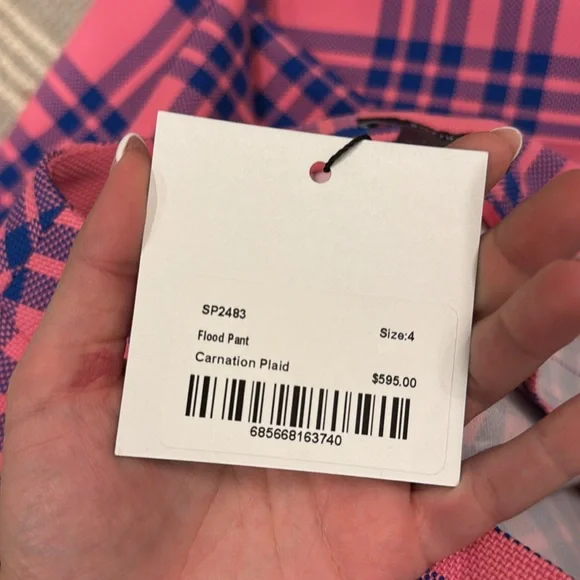 SP2483
Size:4
Flood Pant
Carnation Plaid
$595.00
685668163740